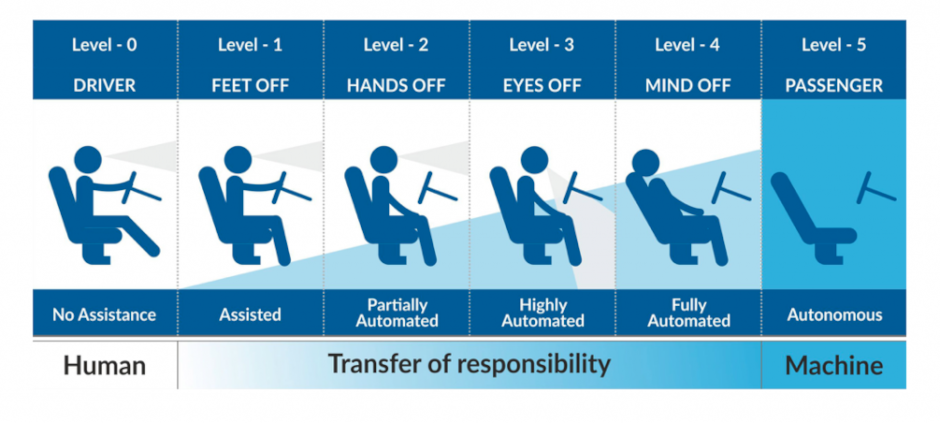 Level - 0
DRIVER
Level - 1
FEET OFF
Level - 2
HANDS OFF
Level - 3
EYES OFF
Level - 4
MIND OFF
Level - 5
PASSENGER
No Assistance
Assisted
Partially
Automated
Highly
Automated
Fully
Automated
Autonomous
Human
Transfer of responsibility
Machine